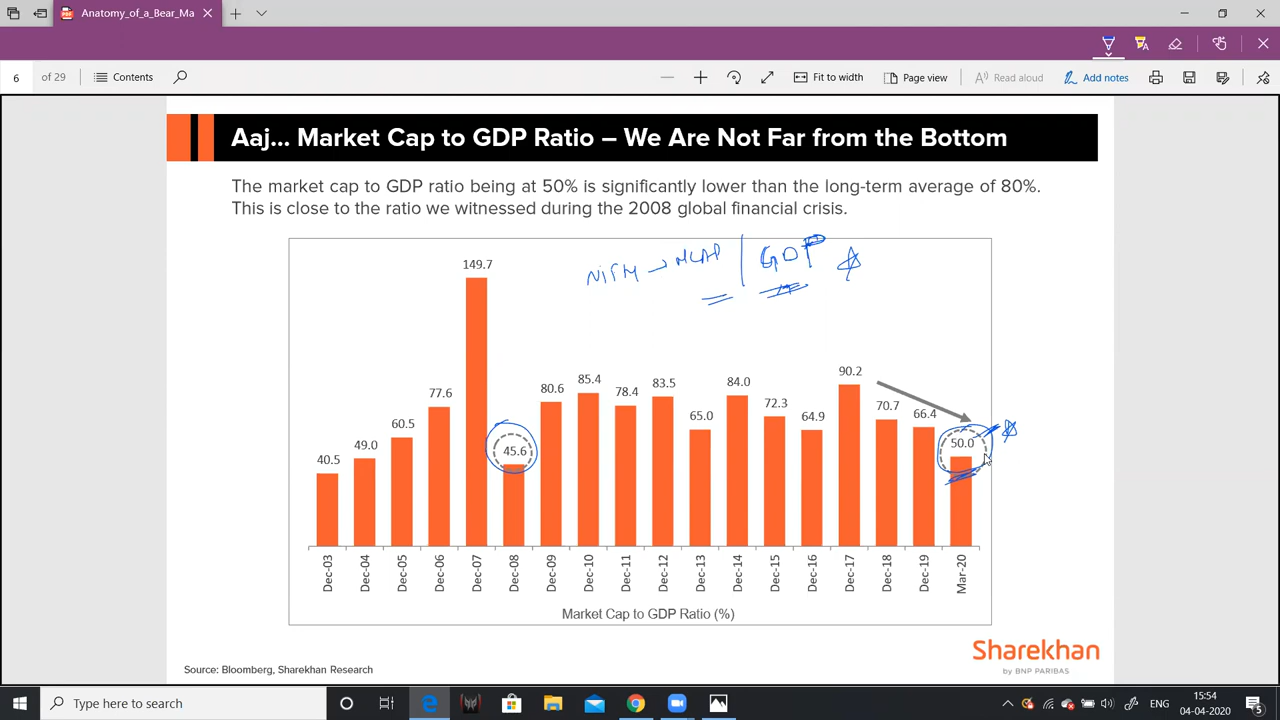 Anatomy_of_a_Bear_Ma
6 of 29 Contents Fit to width Page view Read aloud Add notes
Aaj... Market Cap to GDP Ratio – We Are Not Far from the Bottom
The market cap to GDP ratio being at 50% is significantly lower than the long-term average of 80%.
This is close to the ratio we witnessed during the 2008 global financial crisis.
MCAP | GDP
149.7
90.2
85.4
84.0
83.5
80.6
78.4
77.6
72.3
70.7
66.4
65.0
64.9
60.5
50.0
49.0
45.6
40.5
Dec-03 Dec-04 Dec-05 Dec-06 Dec-07 Dec-08 Dec-09 Dec-10 Dec-11 Dec-12 Dec-13 Dec-14 Dec-15 Dec-16 Dec-17 Dec-18 Dec-19 Mar-20
Market Cap to GDP Ratio (%)
Sharekhan
by BNP PARIBAS
Source: Bloomberg, Sharekhan Research
Type here to search
ENG
15:54
04-04-2020
5